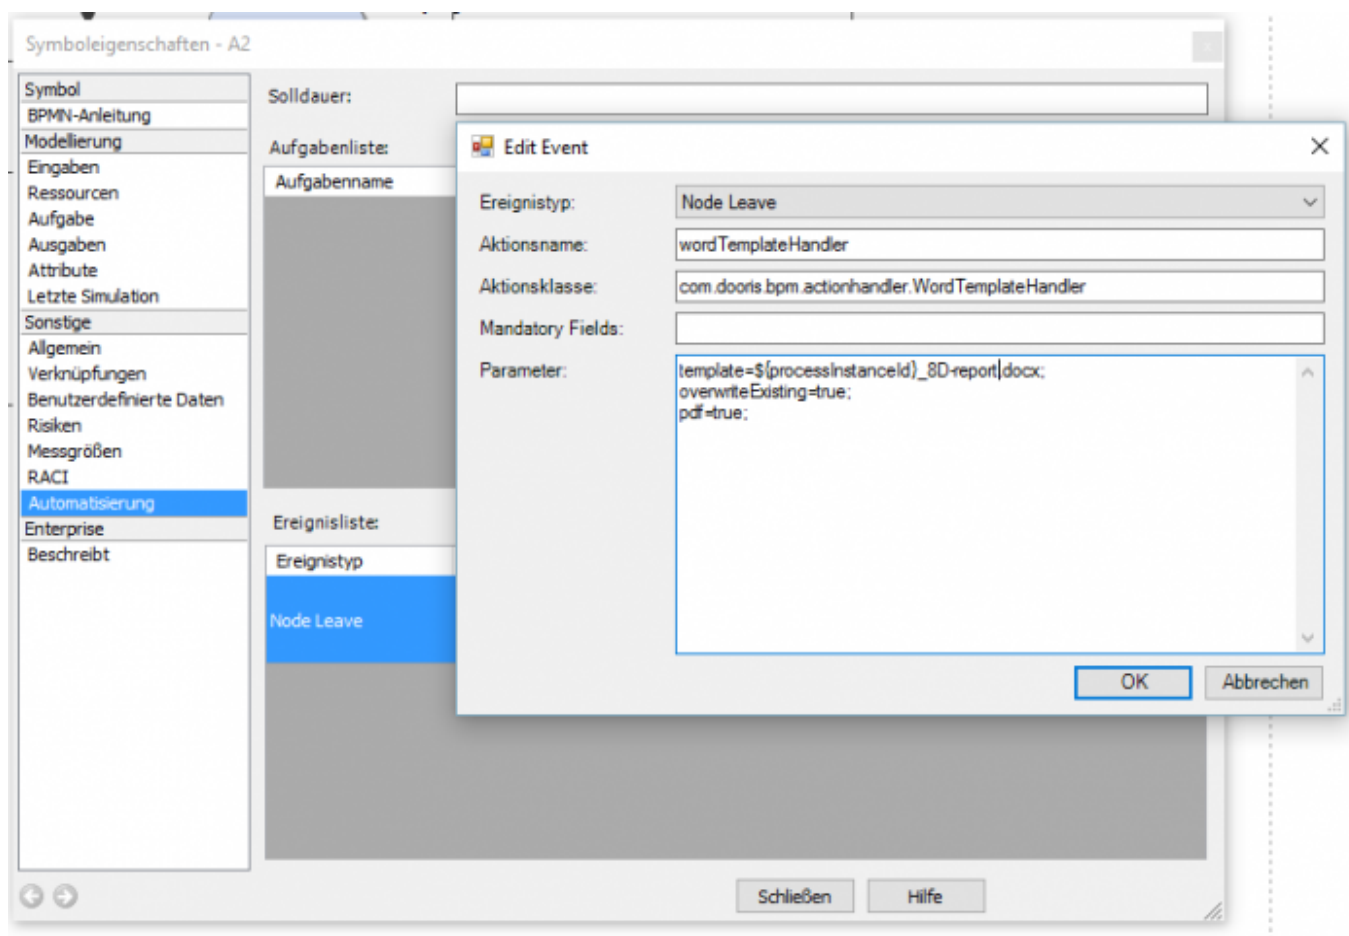 Symboleigenschaften - A2
Symbol
BPMN-Anleitung
Modellierung
Eingaben
Ressourcen
Aufgabe
Ausgaben
Attribute
Letzte Simulation
Sonstige
Allgemein
Verknüpfungen
Benutzerdefinierte Daten
Risiken
Messgrößen
RACI
Automatisierung
Enterprise
Beschreibt
Solldauer:
Aufgabenliste:
Aufgabenname
Ereignisliste:
Ereignistyp
Node Leave
Edit Event
Ereignistyp: Node Leave
Aktionsname: wordTemplateHandler
Aktionsklasse: com.dooris.bpm.actionhandler.WordTemplateHandler
Mandatory Fields:
Parameter: template=${processInstanceId}_8D-report.docx;
overwriteExisting=true;
pdf=true;
OK Abbrechen
Schließen Hilfe